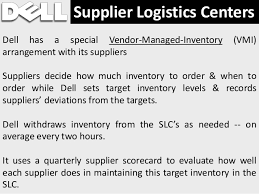 DELL Supplier Logistics Centers
Dell has a special Vendor-Managed-Inventory (VMI)
arrangement with its suppliers
Suppliers decide how much inventory to order & when to
order while Dell sets target inventory levels & records
suppliers' deviations from the targets.
Dell withdraws inventory from the SLC's as needed -- on
average every two hours.
It uses a quarterly supplier scorecard to evaluate how well
each supplier does in maintaining this target inventory in the
SLC.